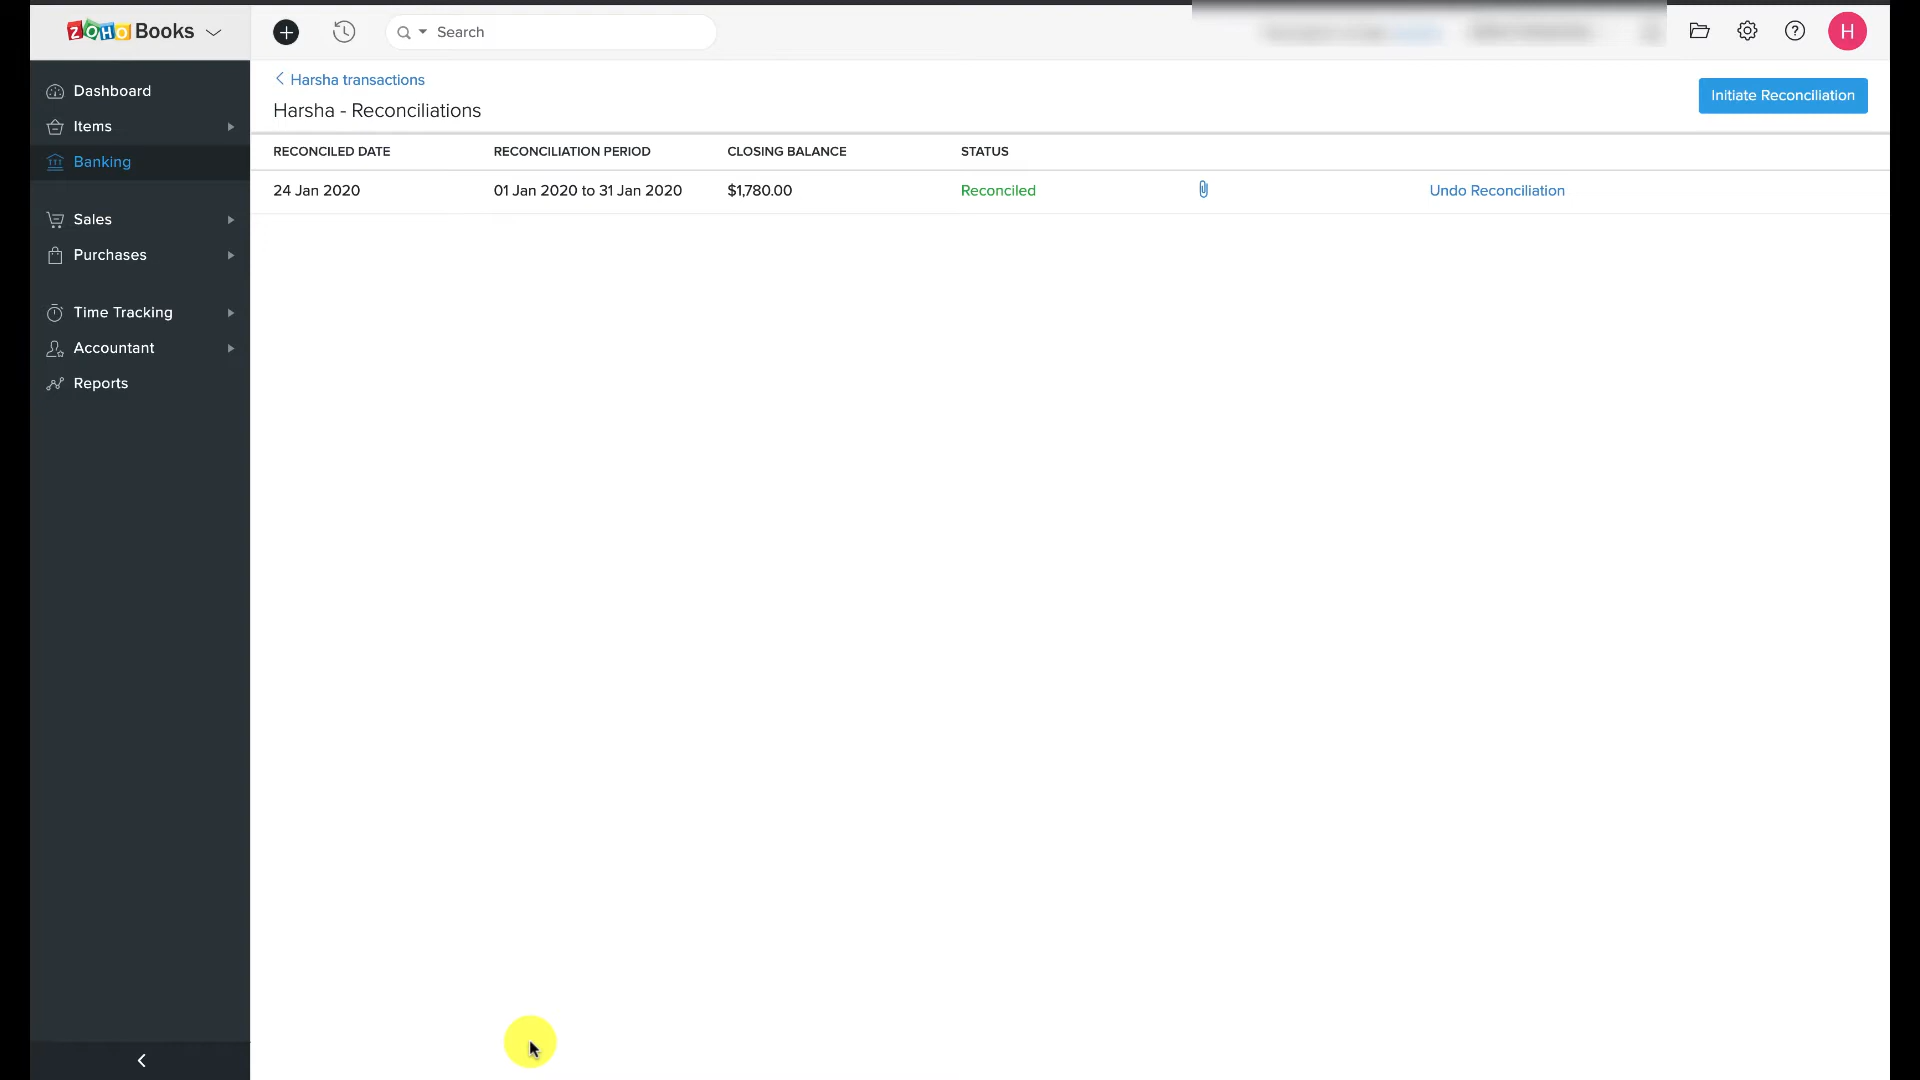 ZOHO Books
Search
H
Dashboard
Items
Banking
Sales
Purchases
Time Tracking
Accountant
Reports
Harsha transactions
Harsha - Reconciliations
Initiate Reconciliation
RECONCILED DATE RECONCILIATION PERIOD CLOSING BALANCE STATUS
24 Jan 2020 01 Jan 2020 to 31 Jan 2020 $1,780.00 Reconciled Undo Reconciliation